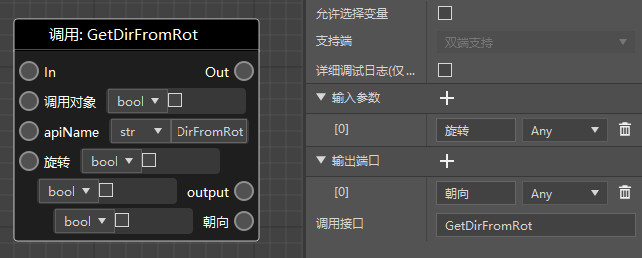 调用: GetDirFromRot
In
Out
调用对象
bool
apiName
str
DirFromRot
旋转
bool
bool
output
bool
朝向
允许选择变量
支持端
双端支持
详细调试日志(仅...
输入参数
[0]
旋转
Any
输出端口
[0]
朝向
Any
调用接口
GetDirFromRot